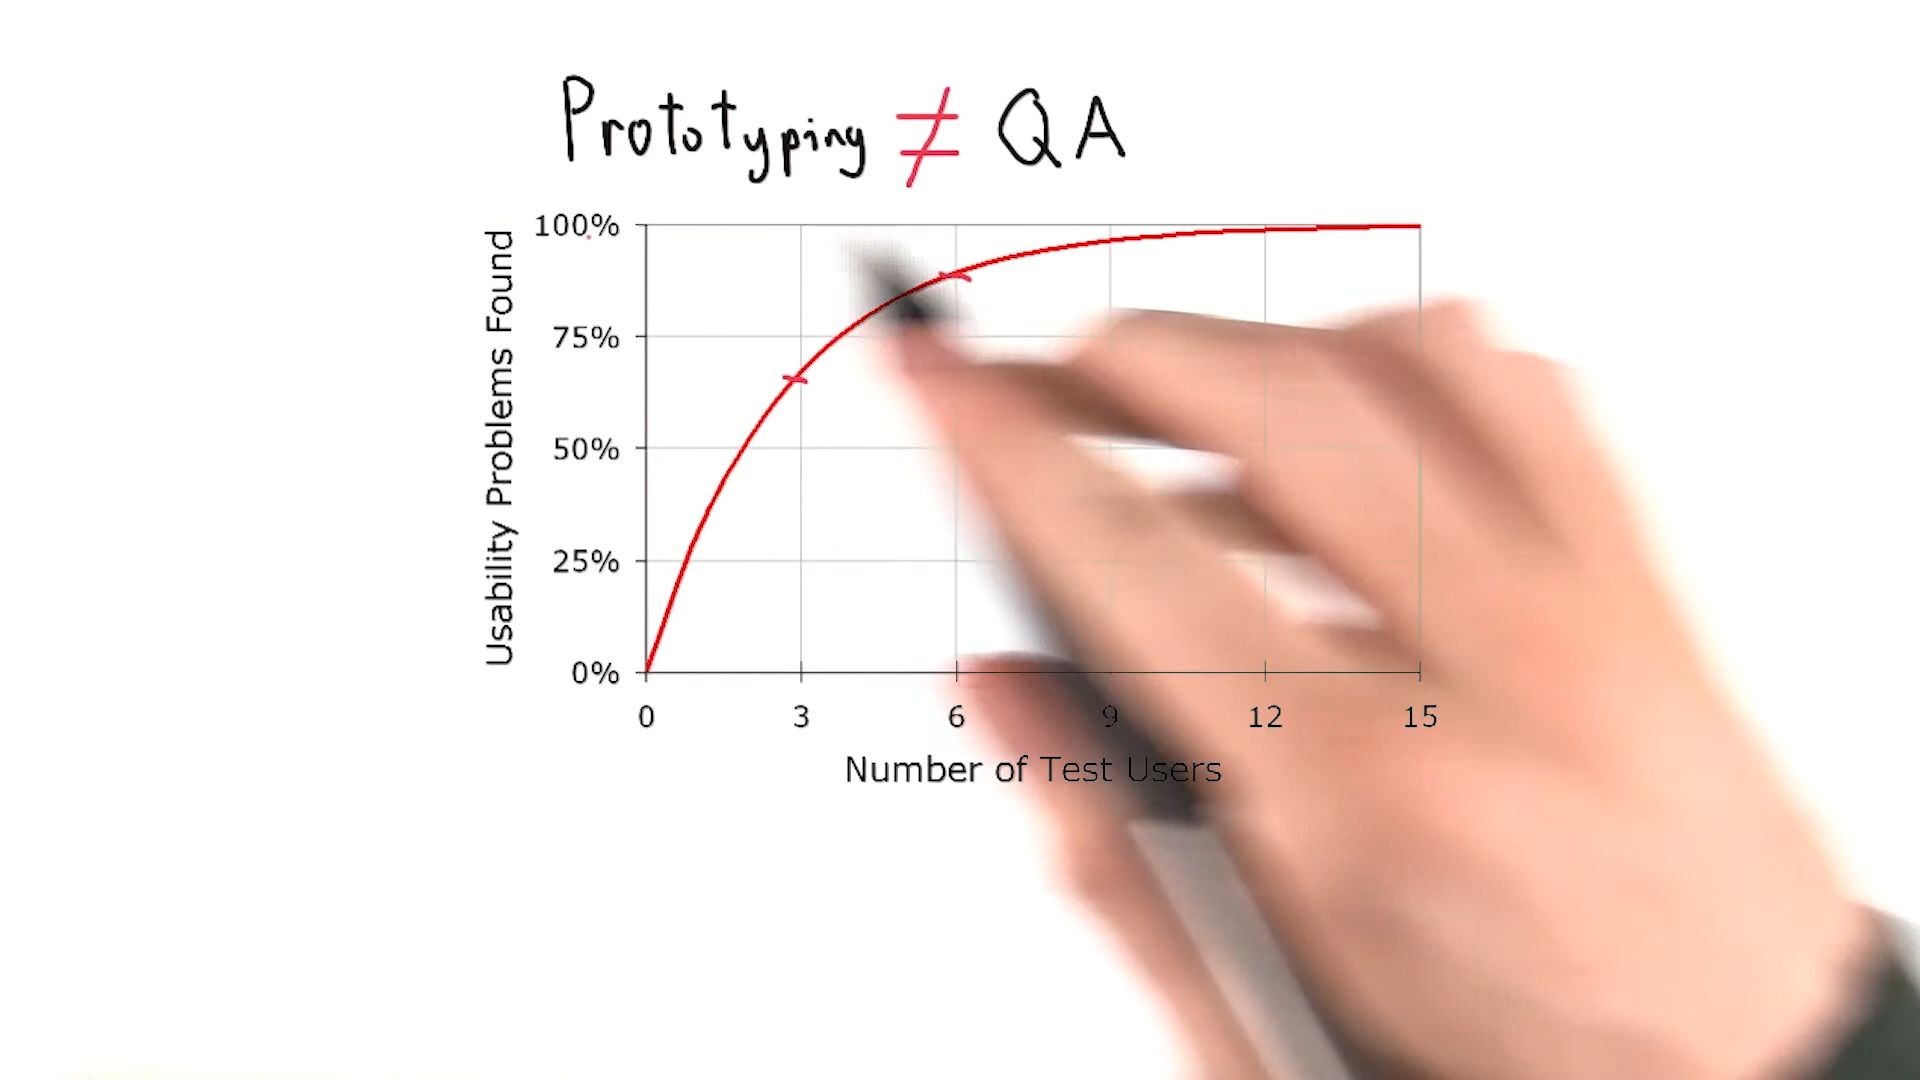 Prototyping ≠ QA
Usability Problems Found
100%
75%
50%
25%
0%
0 3 6 9 12 15
Number of Test Users